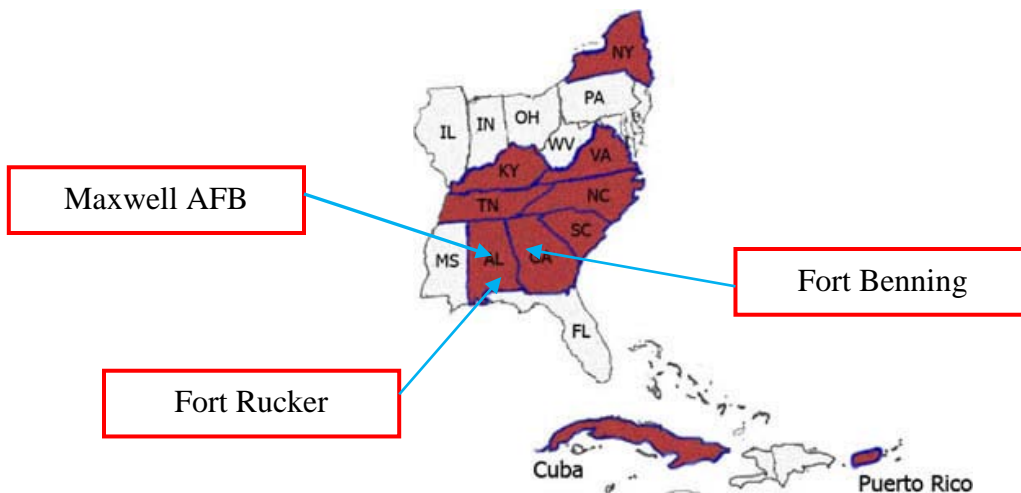 NY
PA
OH
IN
IL
WV
VA
KY
Maxwell AFB
TN
NC
SC
MS
AL
GA
Fort Benning
FL
Fort Rucker
Cuba
Puerto Rico